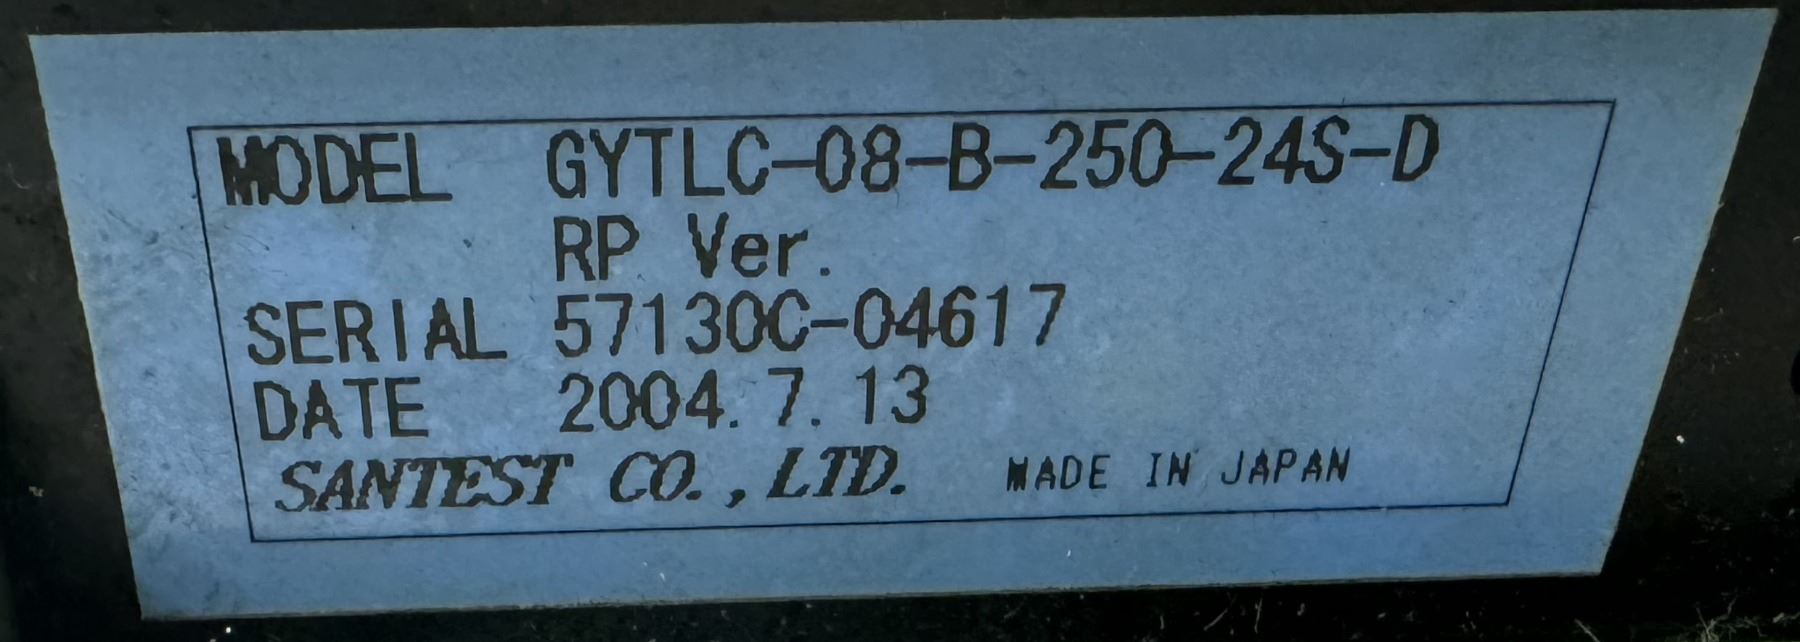 MODEL GYTLC-08-B-250-24S-D
RP Ver.
SERIAL 57130C-04617
DATE 2004.7.13
SANTEST CO.,LTD. MADE IN JAPAN